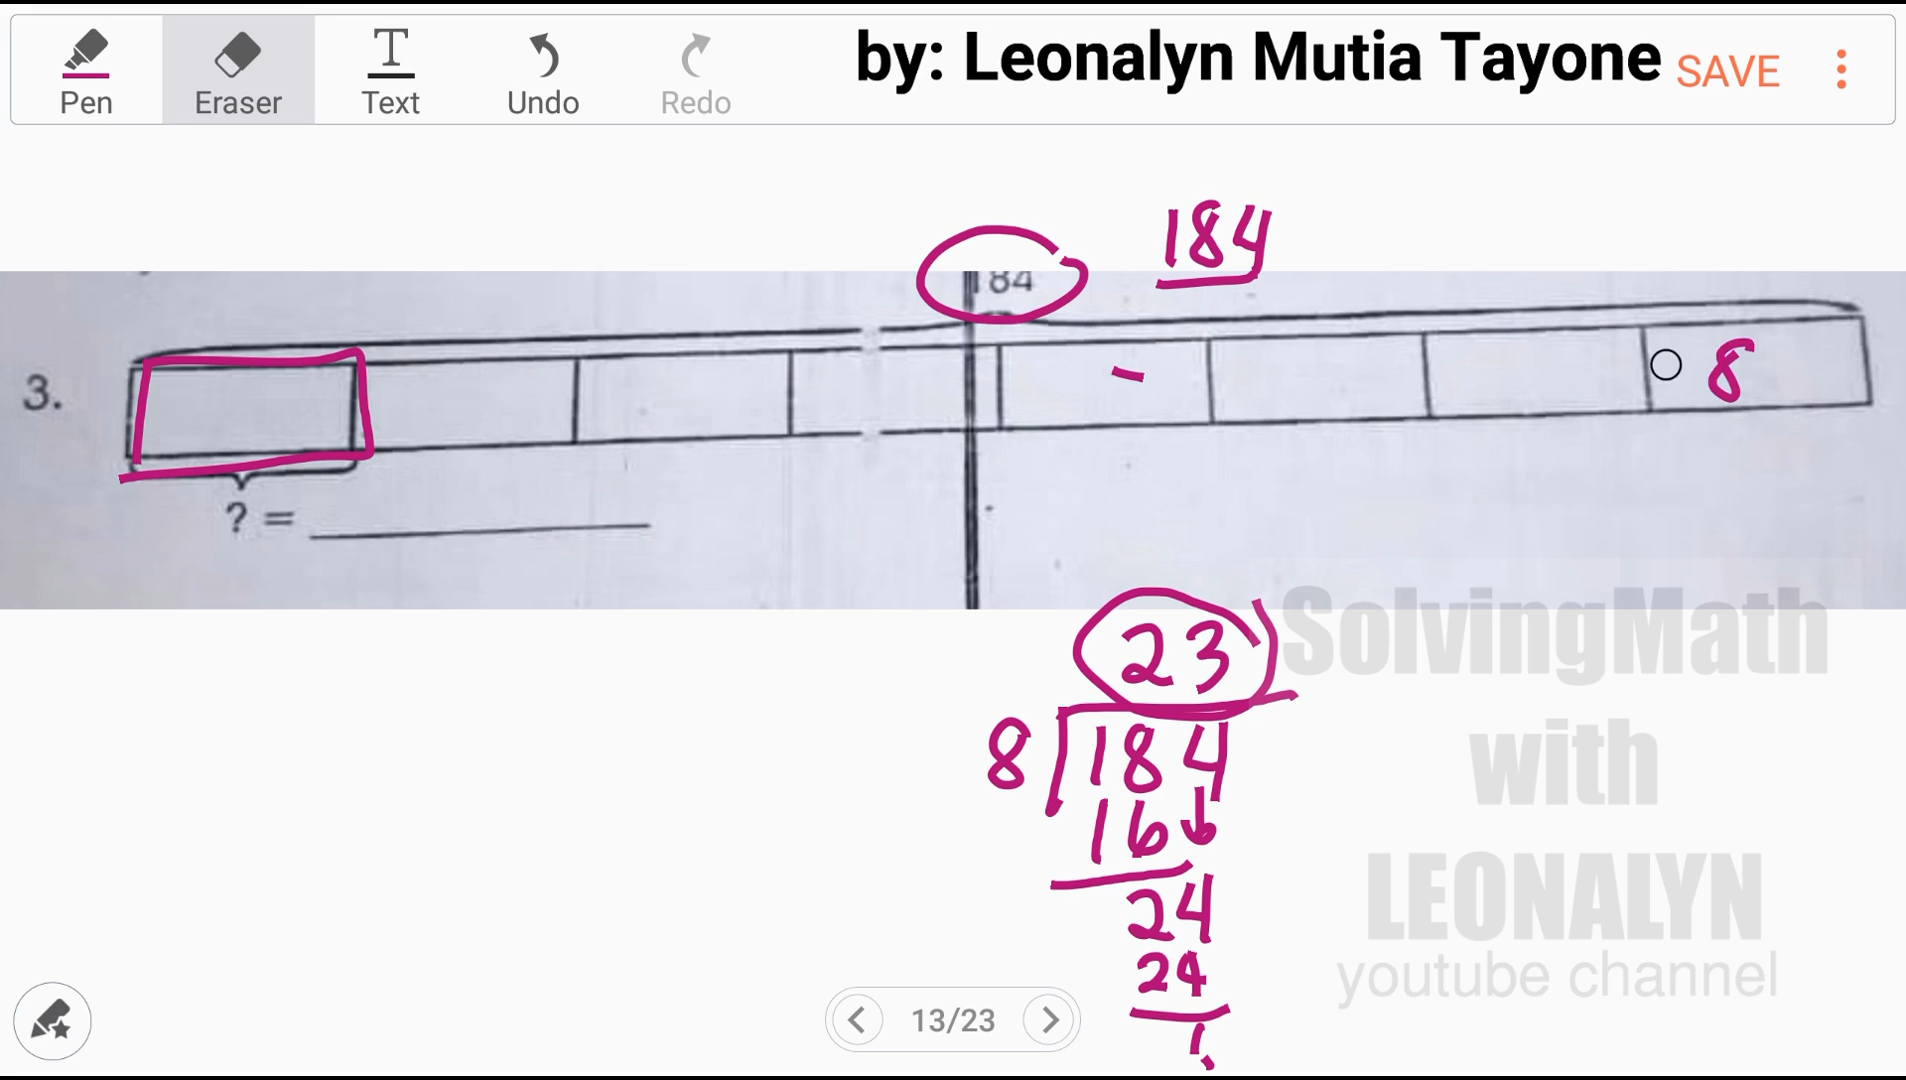 by: Leonalyn Mutia Tayone
Pen
Eraser
Text
Undo
Redo
SAVE
184
184
3.
8
? =
23
8 184
16
24
24
SolvingMath
with
LEONALYN
youtube channel
13/23